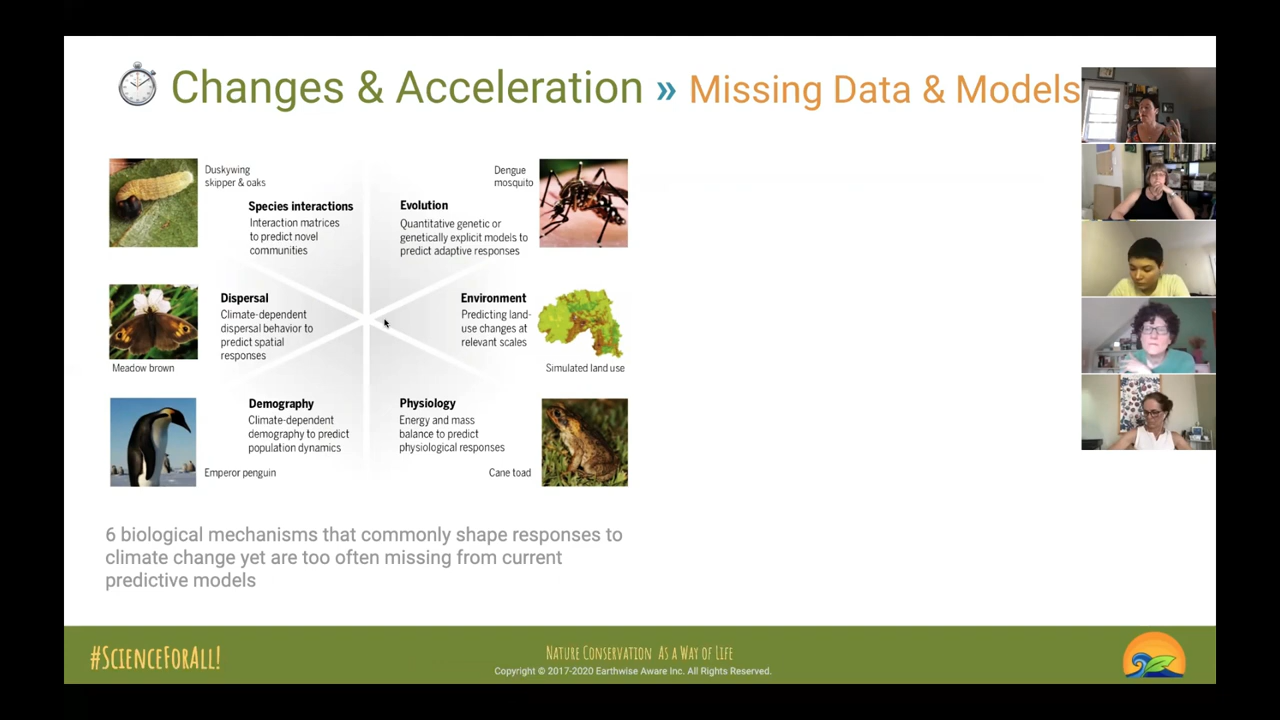 Changes & Acceleration » Missing Data & Models
Duskywing
skipper & oaks
Species interactions
Interaction matrices
to predict novel
communities
Dengue
mosquito
Evolution
Quantitative genetic or
genetically explicit models to
predict adaptive responses
Dispersal
Climate-dependent
dispersal behavior to
predict spatial
responses
Meadow brown
Environment
Predicting land-
use changes at
relevant scales
Simulated land use
Demography
Climate-dependent
demography to predict
population dynamics
Emperor penguin
Physiology
Energy and mass
balance to predict
physiological responses
Cane toad
6 biological mechanisms that commonly shape responses to
climate change yet are too often missing from current
predictive models
#ScienceForAll!
Nature Conservation As a Way of Life
Copyright © 2017-2020 Earthwise Aware Inc. All Rights Reserved.